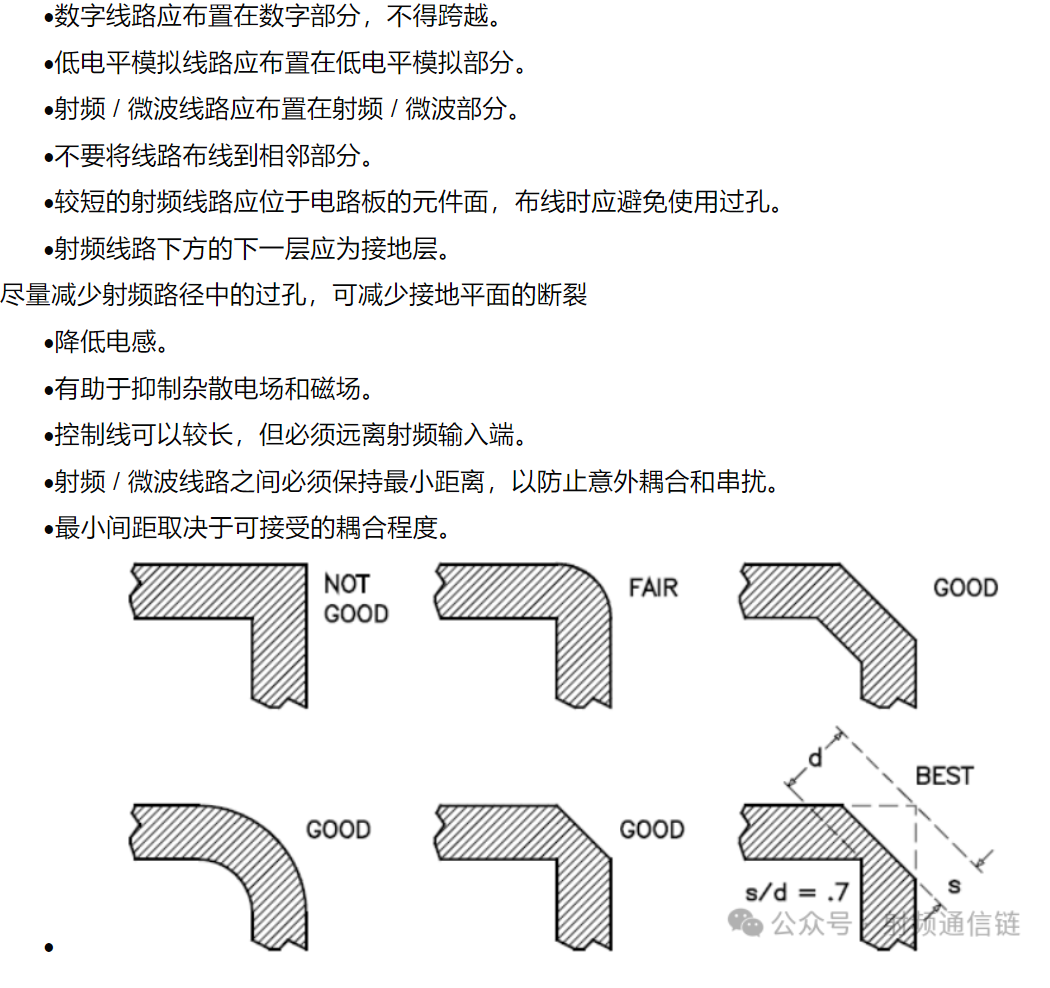 •数字线路应布置在数字部分，不得跨越。
•低电平模拟线路应布置在低电平模拟部分。
•射频 / 微波线路应布置在射频 / 微波部分。
•不要将线路布线到相邻部分。
•较短的射频线路应位于电路板的元件面，布线时应避免使用过孔。
•射频线路下方的下一层应为接地层。
尽量减少射频路径中的过孔，可减少接地平面的断裂
•降低电感。
•有助于抑制杂散电场和磁场。
•控制线可以较长，但必须远离射频输入端。
•射频 / 微波线路之间必须保持最小距离，以防止意外耦合和串扰。
•最小间距取决于可接受的耦合程度。
NOT
GOOD
FAIR
GOOD
GOOD
GOOD
d
BEST
s
s/d = .7
公众号 · 射频通信链
•